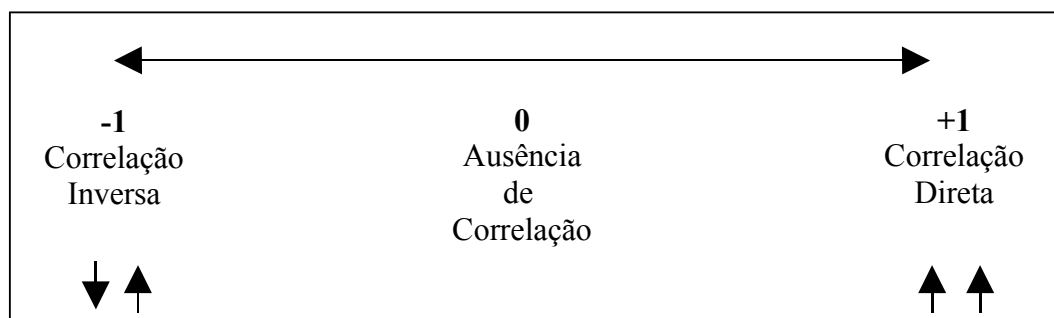 -1
Correlação
Inversa
0
Ausência
de
Correlação
+1
Correlação
Direta